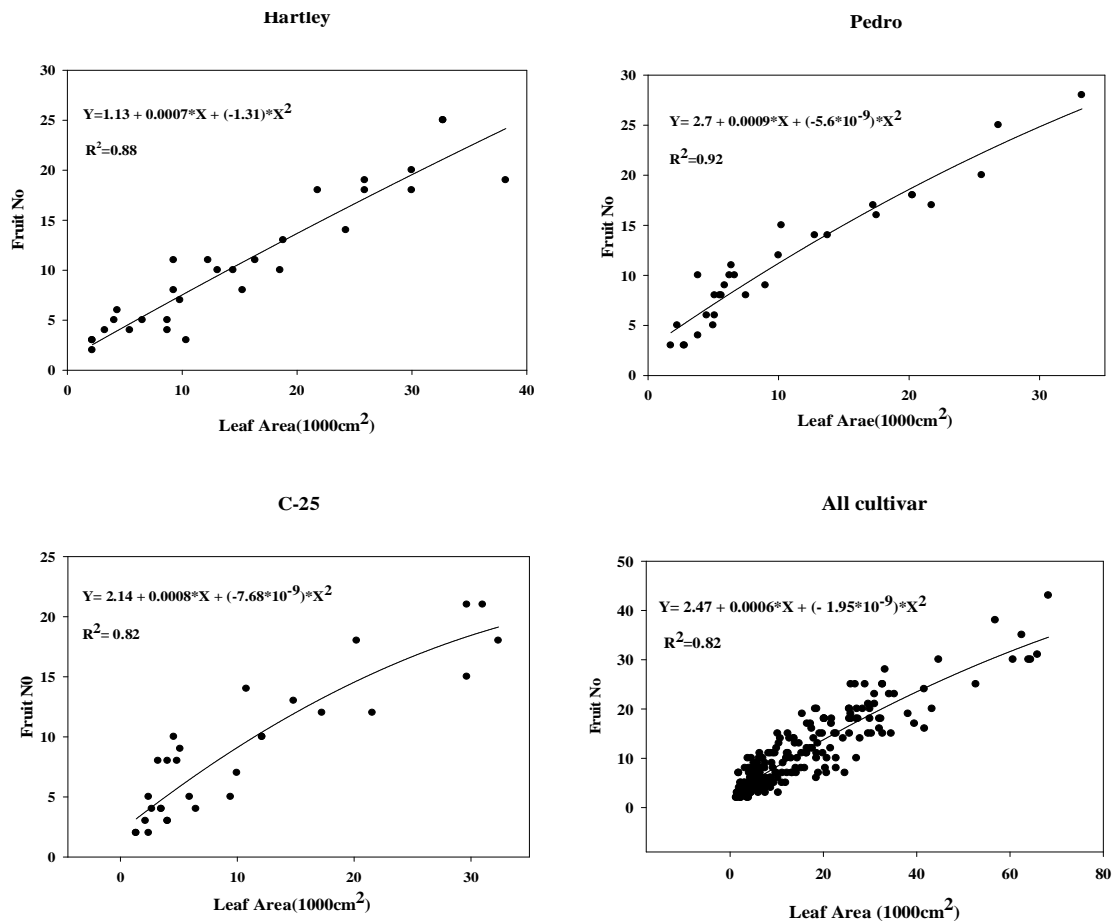 Hartley
Y=1.13 + 0.0007*X + (-1.31)*X²
R²=0.88
30
25
20
15
10
5
0
Fruit No
0 10 20 30 40
Leaf Area(1000cm²)
Pedro
Y= 2.7 + 0.0009*X + (-5.6*10⁻⁹)*X²
R²=0.92
30
25
20
15
10
5
0
Fruit No
0 10 20 30
Leaf Arae(1000cm²)
C-25
Y= 2.14 + 0.0008*X + (-7.68*10⁻⁹)*X²
R²= 0.82
25
20
15
10
5
0
Fruit N0
0 10 20 30
Leaf Area(1000cm²)
All cultivar
Y= 2.47 + 0.0006*X + (- 1.95*10⁻⁹)*X²
R²=0.82
50
40
30
20
10
0
Fruit No
0 20 40 60 80
Leaf Area (1000cm²)